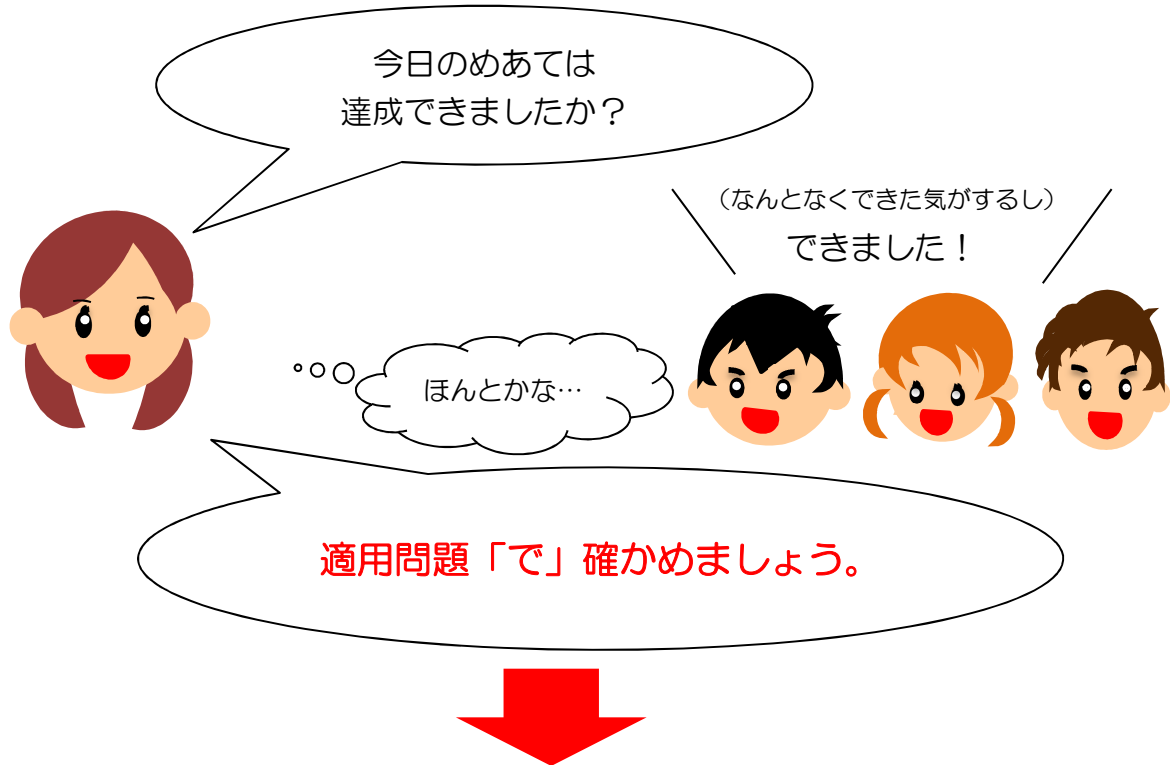 今日のめあては
達成できましたか？
（なんとなくできた気がするし）
できました！
ほんとかな…
適用問題「で」確かめましょう。